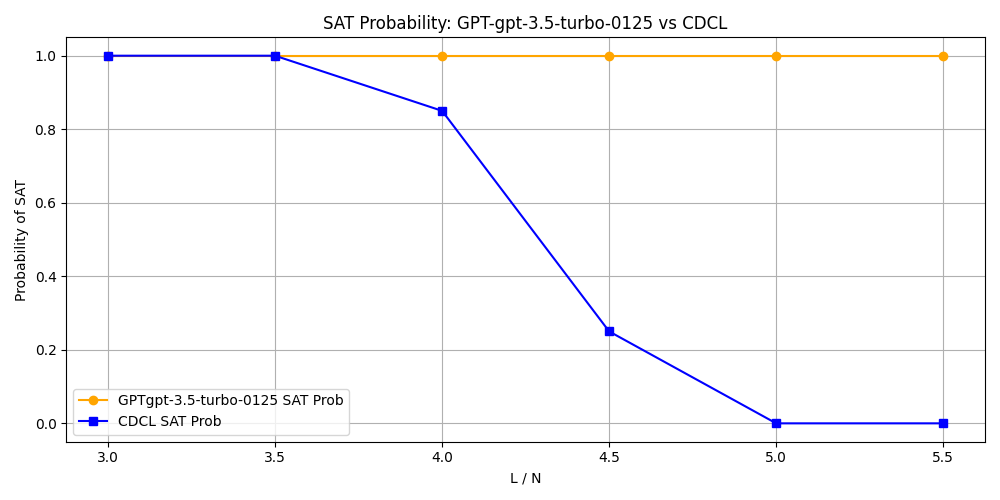 SAT Probability: GPT-gpt-3.5-turbo-0125 vs CDCL
Probability of SAT
1.0
0.8
0.6
0.4
0.2
0.0
GPTgpt-3.5-turbo-0125 SAT Prob
CDCL SAT Prob
3.0 3.5 4.0 4.5 5.0 5.5
L / N